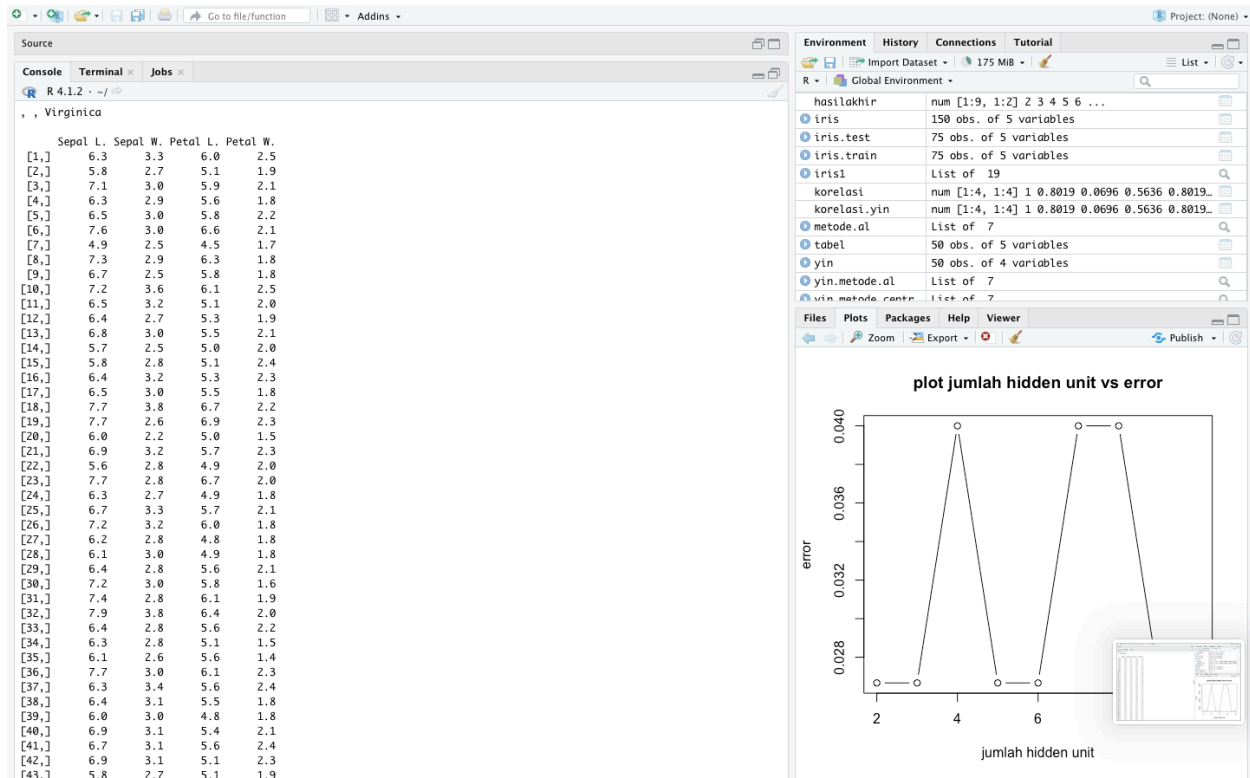 Go to file/function
Addins
Project: (None)
Source
Console Terminal Jobs
R 4.1.2 · ~/
, , Virginica
Sepal L. Sepal W. Petal L. Petal W.
[1,] 6.3 3.3 6.0 2.5
[2,] 5.8 2.7 5.1 1.9
[3,] 7.1 3.0 5.9 2.1
[4,] 6.3 2.9 5.6 1.8
[5,] 6.5 3.0 5.8 2.2
[6,] 7.6 3.0 6.6 2.1
[7,] 4.9 2.5 4.5 1.7
[8,] 7.3 2.9 6.3 1.8
[9,] 6.7 2.5 5.8 1.8
[10,] 7.2 3.6 6.1 2.5
[11,] 6.5 3.2 5.1 2.0
[12,] 6.4 2.7 5.3 1.9
[13,] 6.8 3.0 5.5 2.1
[14,] 5.7 2.5 5.0 2.0
[15,] 5.8 2.8 5.1 2.4
[16,] 6.4 3.2 5.3 2.3
[17,] 6.5 3.0 5.5 1.8
[18,] 7.7 3.8 6.7 2.2
[19,] 7.7 2.6 6.9 2.3
[20,] 6.0 2.2 5.0 1.5
[21,] 6.9 3.2 5.7 2.3
[22,] 5.6 2.8 4.9 2.0
[23,] 7.7 2.8 6.7 2.0
[24,] 6.3 2.7 4.9 1.8
[25,] 6.7 3.3 5.7 2.1
[26,] 7.2 3.2 6.0 1.8
[27,] 6.2 2.8 4.8 1.8
[28,] 6.1 3.0 4.9 1.8
[29,] 6.4 2.8 5.6 2.1
[30,] 7.2 3.0 5.8 1.6
[31,] 7.4 2.8 6.1 1.9
[32,] 7.9 3.8 6.4 2.0
[33,] 6.4 2.8 5.6 2.2
[34,] 6.3 2.8 5.1 1.5
[35,] 6.1 2.6 5.6 1.4
[36,] 7.7 3.0 6.1 2.3
[37,] 6.3 3.4 5.6 2.4
[38,] 6.4 3.1 5.5 1.8
[39,] 6.0 3.0 4.8 1.8
[40,] 6.9 3.1 5.4 2.1
[41,] 6.7 3.1 5.6 2.4
[42,] 6.9 3.1 5.1 2.3
[43,] 5.8 2.7 5.1 1.9
Environment History Connections Tutorial
Import Dataset 175 MiB List
R Global Environment
hasilakhir num [1:9, 1:2] 2 3 4 5 6 ...
iris 150 obs. of 5 variables
iris.test 75 obs. of 5 variables
iris.train 75 obs. of 5 variables
iris1 List of 19
korelasi num [1:4, 1:4] 1 0.8019 0.0696 0.5636 0.8019…
korelasi.yin num [1:4, 1:4] 1 0.8019 0.0696 0.5636 0.8019…
metode.al List of 7
tabel 50 obs. of 5 variables
yin 50 obs. of 4 variables
yin.metode.al List of 7
yin.metode.centr List of 7
Files Plots Packages Help Viewer
Zoom Export Publish
plot jumlah hidden unit vs error
0.040
0.036
0.032
0.028
error
2 4 6
jumlah hidden unit